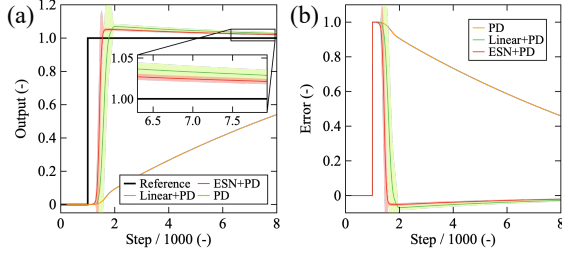 (a)
Output (-)
1.2
1.0
0.8
0.6
0.4
0.2
0
1.05
1.00
6.5 7.0 7.5
Reference ESN+PD
Linear+PD PD
0 2 4 6 8
Step / 1000 (-)
(b)
Error (-)
1.0
0.8
0.6
0.4
0.2
0
PD
Linear+PD
ESN+PD
0 2 4 6 8
Step / 1000 (-)